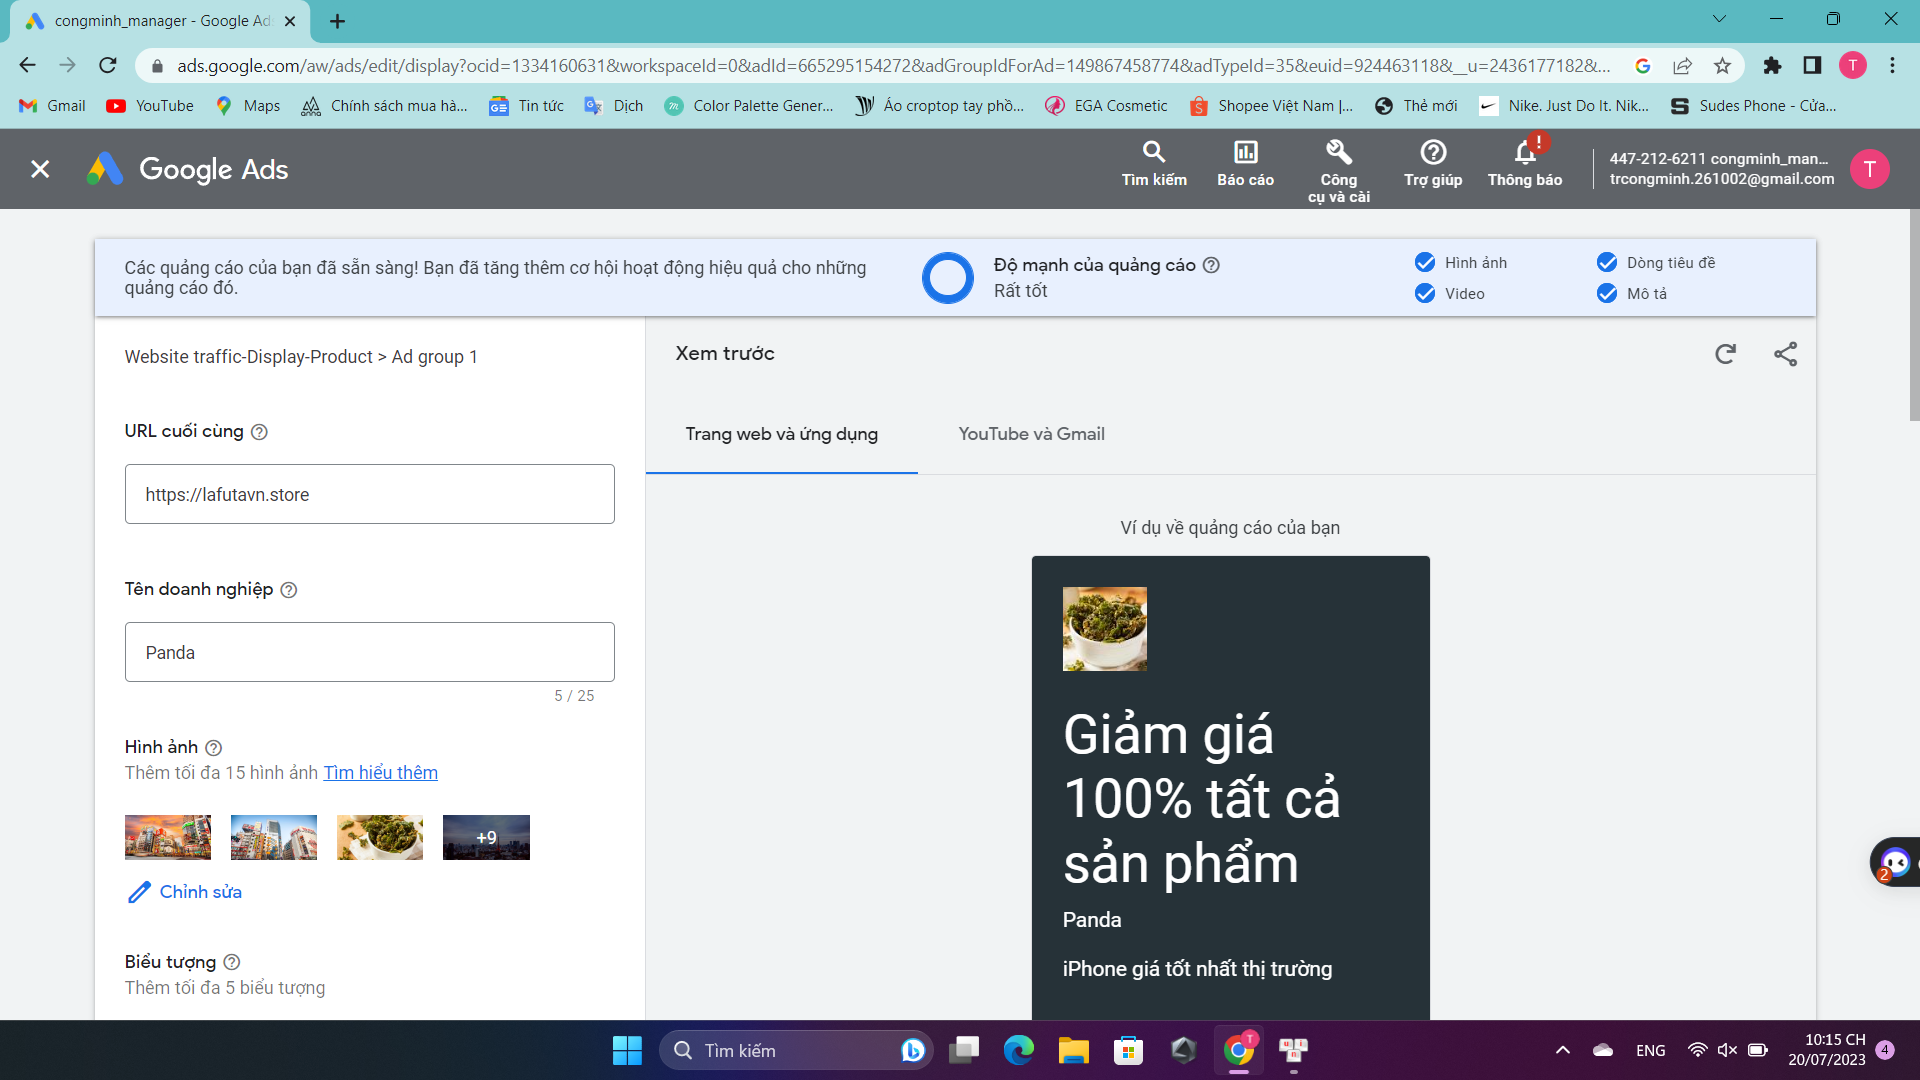 congminh_manager - Google Ad
ads.google.com/aw/ads/edit/display?ocid=1334160631&workspaceId=0&adId=665295154272&adGroupIdForAd=149867458774&adTypeId=35&euid=924463118&__u=2436177182&...
T
Gmail
YouTube
Maps
Chính sách mua hà...
Tin tức
Dịch
Color Palette Gener...
Áo croptop tay phồ...
EGA Cosmetic
Shopee Việt Nam |...
Thẻ mới
Nike. Just Do It. Nik...
Sudes Phone - Cửa...
Google Ads
Tìm kiếm
Báo cáo
Công
cụ và cài
Trợ giúp
!
Thông báo
447-212-6211 congminh_man...
trcongminh.261002@gmail.com
T
Các quảng cáo của bạn đã sẵn sàng! Bạn đã tăng thêm cơ hội hoạt động hiệu quả cho những
quảng cáo đó.
Độ mạnh của quảng cáo
Rất tốt
Hình ảnh
Dòng tiêu đề
Video
Mô tả
Website traffic-Display-Product > Ad group 1
URL cuối cùng
https://lafutavn.store
Tên doanh nghiệp
Panda
5 / 25
Hình ảnh
Thêm tối đa 15 hình ảnh Tìm hiểu thêm
+9
Chỉnh sửa
Biểu tượng
Thêm tối đa 5 biểu tượng
Xem trước
Trang web và ứng dụng
YouTube và Gmail
Ví dụ về quảng cáo của bạn
Giảm giá
100% tất cả
sản phẩm
Panda
iPhone giá tốt nhất thị trường
2
Tìm kiếm
T
ENG
10:15 CH
20/07/2023
4